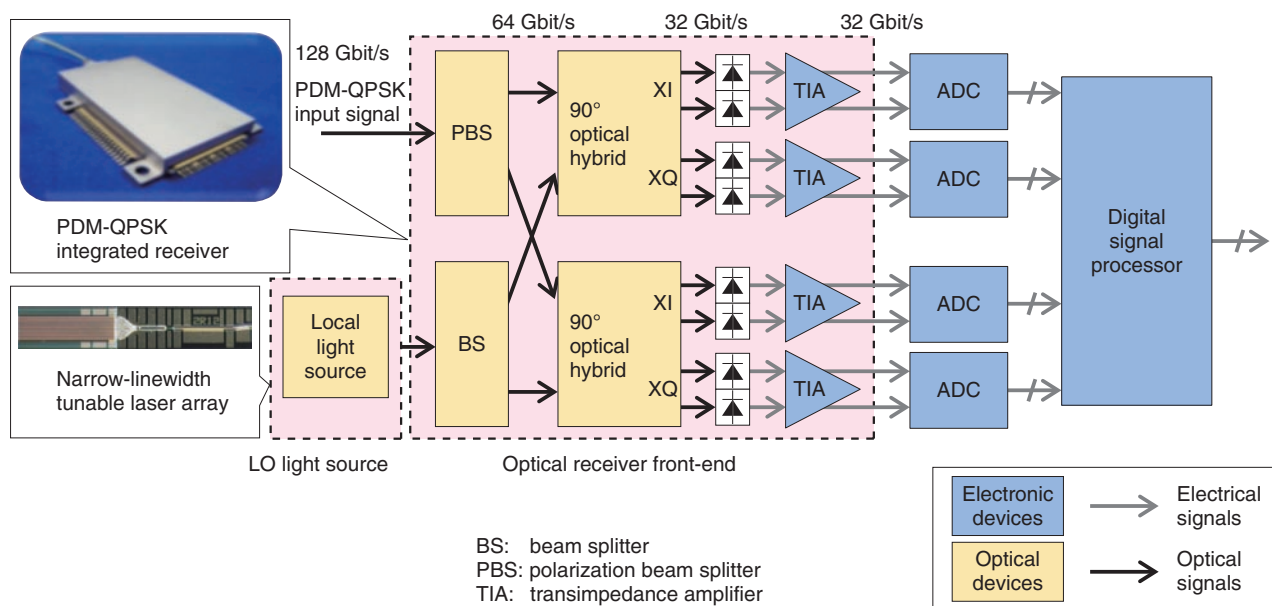 64 Gbit/s
32 Gbit/s
32 Gbit/s
128 Gbit/s
PDM-QPSK
input signal
PBS
90°
optical
hybrid
XI
XQ
TIA
TIA
ADC
ADC
PDM-QPSK
integrated receiver
Digital
signal
processor
Local
light
source
BS
90°
optical
hybrid
XI
XQ
TIA
TIA
ADC
ADC
Narrow-linewidth
tunable laser array
LO light source
Optical receiver front-end
Electronic
devices
Electrical
signals
Optical
devices
Optical
signals
BS: beam splitter
PBS: polarization beam splitter
TIA: transimpedance amplifier